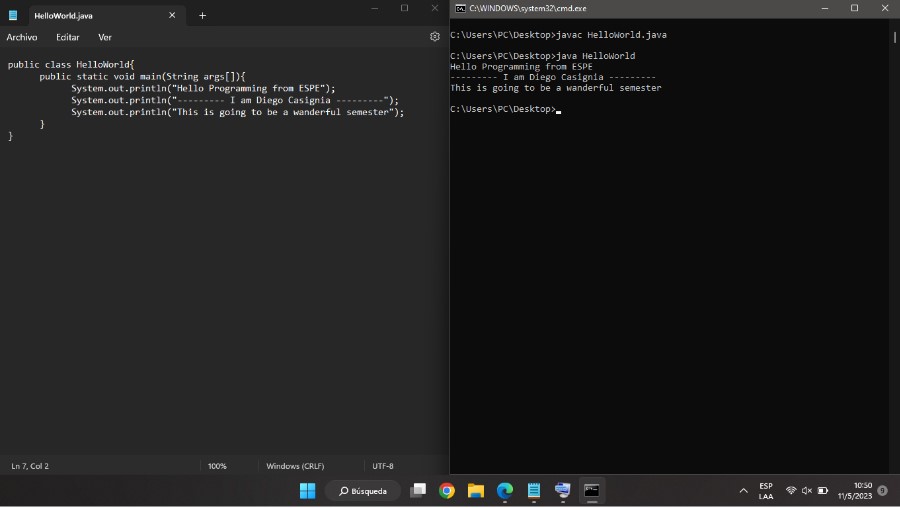 HelloWorld.java
Archivo Editar Ver
public class HelloWorld{
public static void main(String args[]){
System.out.println("Hello Programming from ESPE");
System.out.println("--------- I am Diego Casignia ---------");
System.out.println("This is going to be a wanderful semester");
}
}
Ln 7, Col 2 100% Windows (CRLF) UTF-8
C:\WINDOWS\system32\cmd.exe
C:\Users\PC\Desktop>javac HelloWorld.java
C:\Users\PC\Desktop>java HelloWorld
Hello Programming from ESPE
--------- I am Diego Casignia ---------
This is going to be a wanderful semester
C:\Users\PC\Desktop>
Búsqueda
ESP
LAA
10:50
11/5/2023